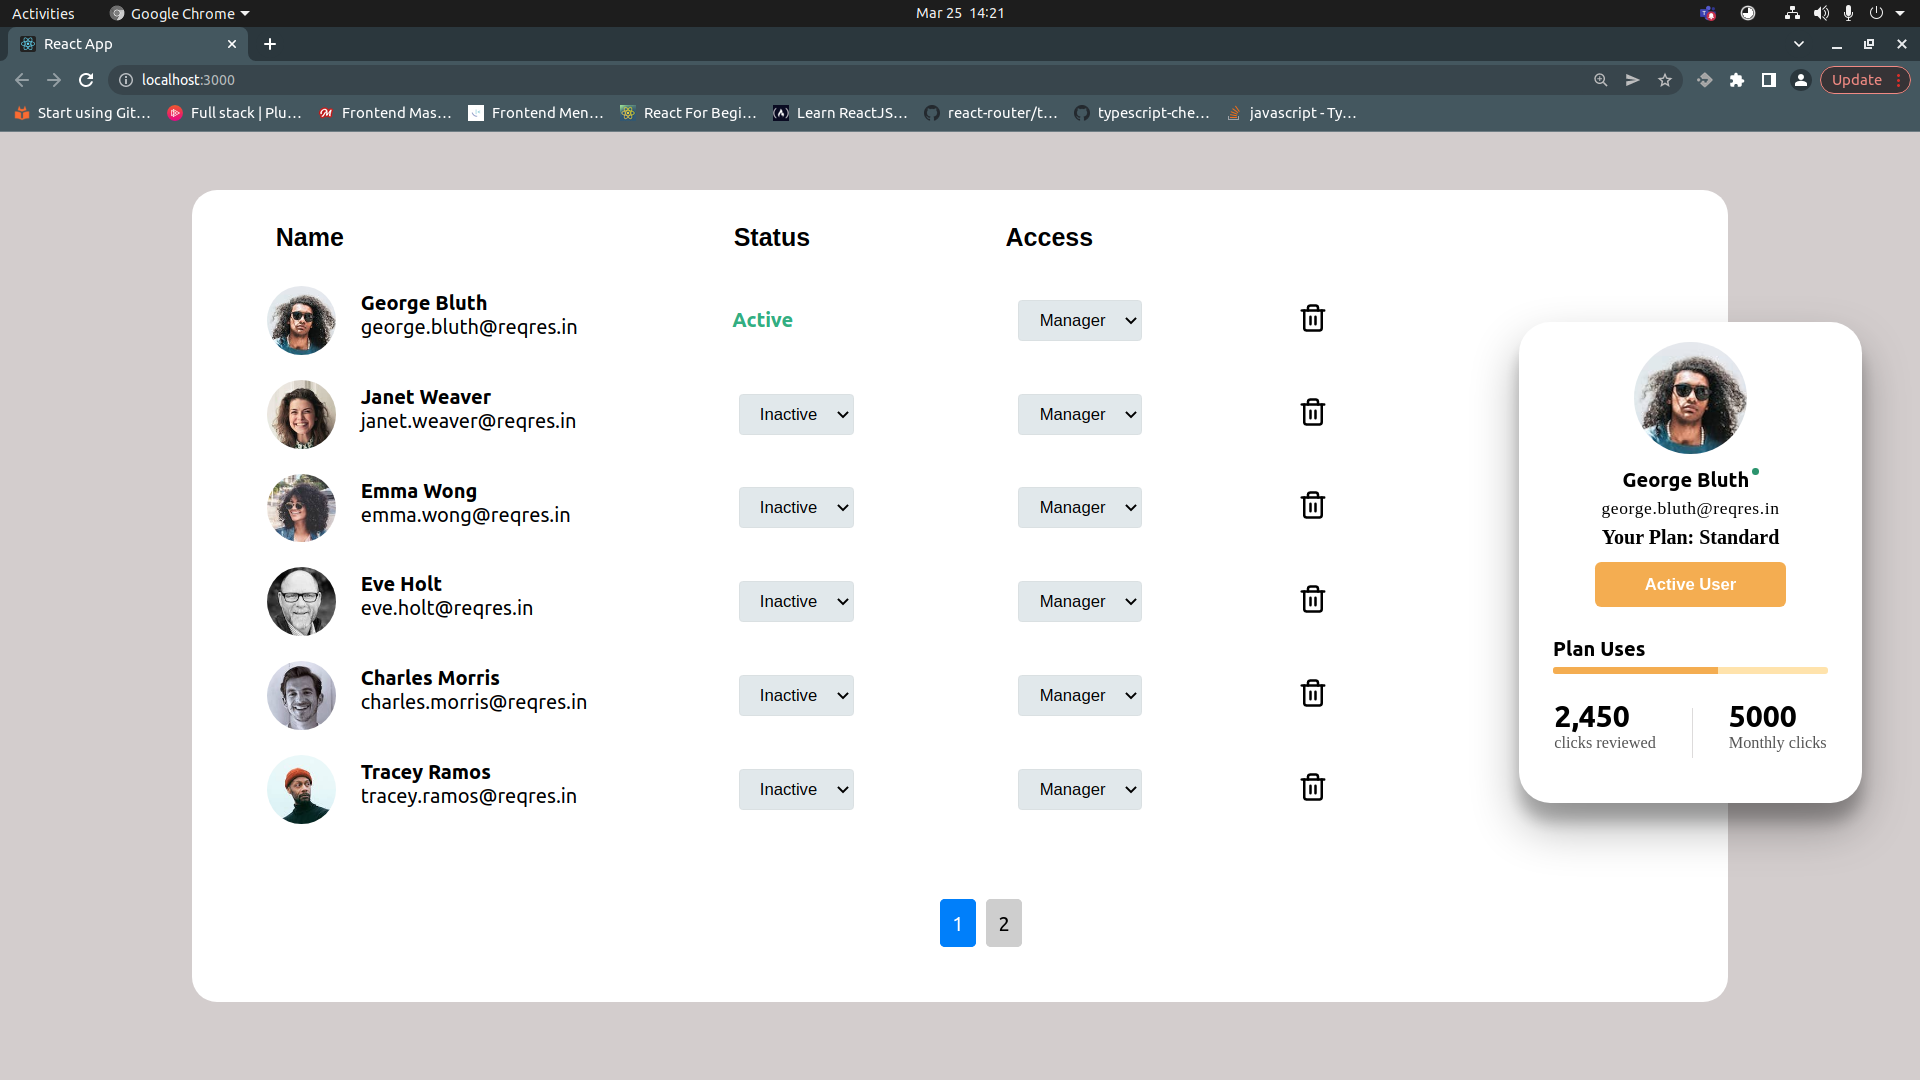 Activities
Google Chrome
Mar 25 14:21
React App
localhost:3000
Update
Start using Git...
Full stack | Plu...
Frontend Mas...
Frontend Men...
React For Begi...
Learn ReactJS...
react-router/t...
typescript-che...
javascript - Ty...
Name
Status
Access
George Bluth
george.bluth@reqres.in
Active
Manager
Janet Weaver
janet.weaver@reqres.in
Inactive
Manager
Emma Wong
emma.wong@reqres.in
Inactive
Manager
Eve Holt
eve.holt@reqres.in
Inactive
Manager
Charles Morris
charles.morris@reqres.in
Inactive
Manager
Tracey Ramos
tracey.ramos@reqres.in
Inactive
Manager
1
2
George Bluth
george.bluth@reqres.in
Your Plan: Standard
Active User
Plan Uses
2,450
clicks reviewed
5000
Monthly clicks